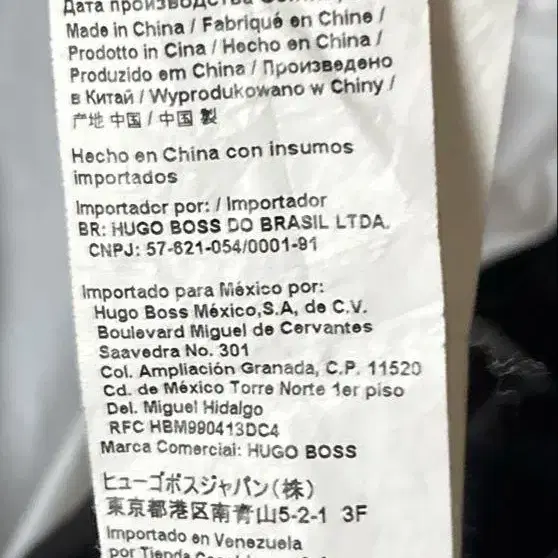 Дата производства
Made in China / Fabriqué en Chine /
Prodotto in Cina / Hecho en China /
Produzido em China / Произведено
в Китай / Wyprodukowano w Chiny /
产地 中国 / 中国 製
Hecho en China con insumos
importados
Importador por: / Importador
BR: HUGO BOSS DO BRASIL LTDA.
CNPJ: 57-621-054/0001-91
Importado para México por:
Hugo Boss México,S.A, de C.V.
Boulevard Miguel de Cervantes
Saavedra No. 301
Col. Ampliación Granada, C.P. 11520
Cd. de México Torre Norte 1er piso
Del. Miguel Hidalgo
RFC HBM990413DC4
Marca Comercial: HUGO BOSS
ヒューゴボスジャパン(株)
東京都港区南青山5-2-1 3F
Importado en Venezuela
por Tienda